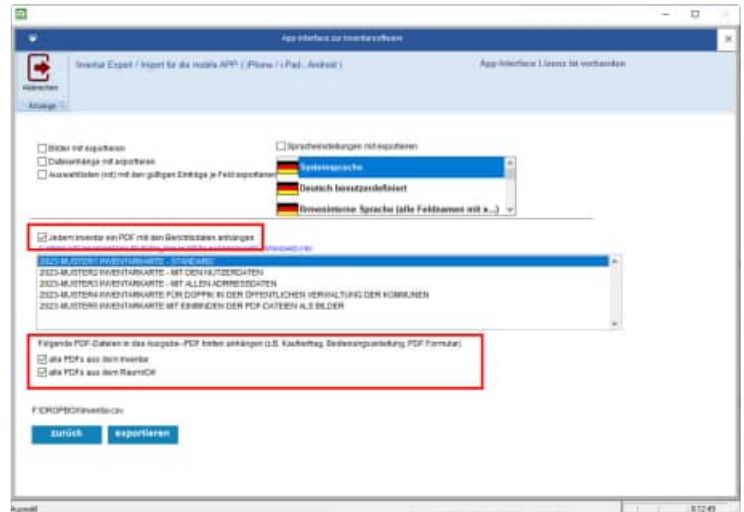 App-Interface zur Inventarsoftware
Abbrechen
Inventar Export / Import für die mobile APP ( iPhone / i-Pad , Android )
App-Interface Lizenz ist vorhanden
Anzeige
Bilder mit exportieren
Spracheinstellungen mit exportieren
Dateianhänge mit exportieren
Auswahllisten (rot) mit den gültigen Einträge je Feld exportieren
Systemsprache
Deutsch benutzerdefiniert
firmeninterne Sprache (alle Feldnamen mit x...)
Jedem Inventar ein PDF mit den Berichtsdaten anhängen
2023-MUSTER1 INVENTARKARTE - STANDARD
2023-MUSTER2 INVENTARKARTE - MIT DEN NUTZERDATEN
2023-MUSTER3 INVENTARKARTE - MIT ALLEN ADRRESSDATEN
2023-MUSTER4 INVENTARKARTE FÜR DOPPIK IN DER ÖFFENTLICHEN VERWALTUNG DER KOMMUNEN
2023-MUSTER5 INVENTARKARTE MIT EINBINDEN DER PDF-DATEIEN ALS BILDER
Folgende PDF-Dateien in das Ausgabe-PDF hinten anhängen (z.B. Kaufvertrag, Bedienungsanleitung, PDF Formular)
alle PDFs aus dem Inventar
alle PDFs aus dem Raum/Ort
F:\DROPBOX\Inventar.csv
zurück
exportieren
Auswahl
8:12:49